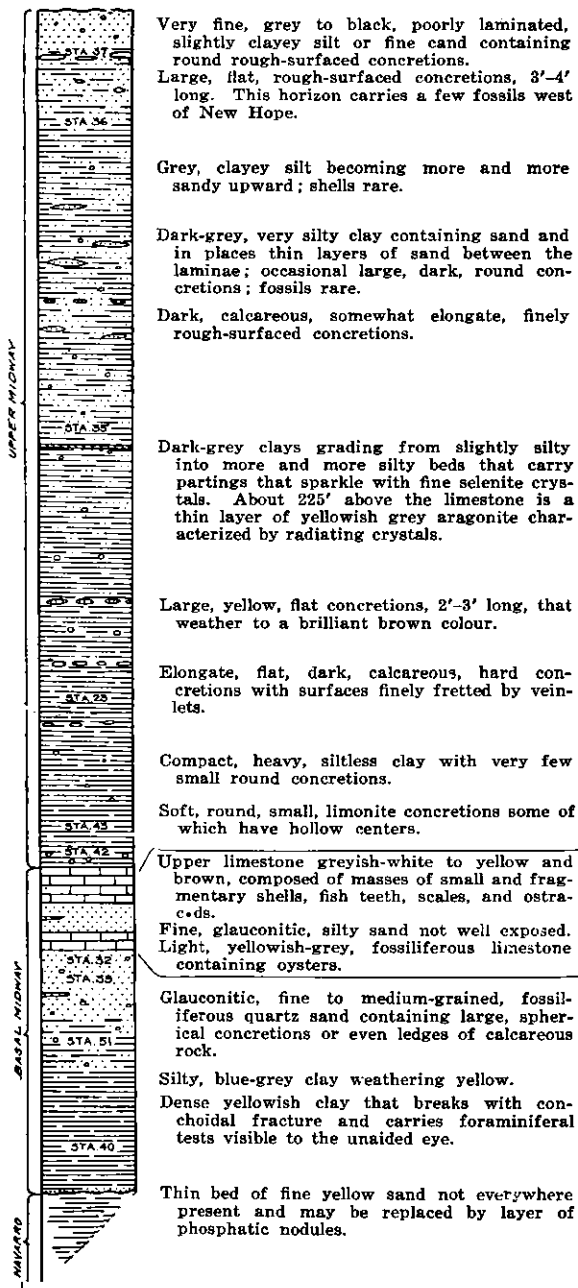 STA. 37
Very fine, grey to black, poorly laminated,
slightly clayey silt or fine cand containing
round rough-surfaced concretions.
Large, flat, rough-surfaced concretions, 3'–4'
long. This horizon carries a few fossils west
of New Hope.
STA 36
Grey, clayey silt becoming more and more
sandy upward; shells rare.
Dark-grey, very silty clay containing sand and
in places thin layers of sand between the
laminae; occasional large, dark, round con-
cretions; fossils rare.
Dark, calcareous, somewhat elongate, finely
rough-surfaced concretions.
UPPER MIDWAY
STA 35
Dark-grey clays grading from slightly silty
into more and more silty beds that carry
partings that sparkle with fine selenite crys-
tals. About 225' above the limestone is a
thin layer of yellowish grey aragonite char-
acterized by radiating crystals.
Large, yellow, flat concretions, 2'–3' long, that
weather to a brilliant brown colour.
Elongate, flat, dark, calcareous, hard con-
cretions with surfaces finely fretted by vein-
lets.
STA.23
Compact, heavy, siltless clay with very few
small round concretions.
Soft, round, small, limonite concretions some of
which have hollow centers.
STA.43
STA.42
Upper limestone greyish-white to yellow and
brown, composed of masses of small and frag-
mentary shells, fish teeth, scales, and ostra-
cods.
Fine, glauconitic, silty sand not well exposed.
Light, yellowish-grey, fossiliferous limestone
containing oysters.
STA.32
STA.33
Glauconitic, fine to medium-grained, fossil-
iferous quartz sand containing large, spher-
ical concretions or even ledges of calcareous
rock.
STA.51
BASAL MIDWAY
Silty, blue-grey clay weathering yellow.
Dense yellowish clay that breaks with con-
choidal fracture and carries foraminiferal
tests visible to the unaided eye.
STA.40
Thin bed of fine yellow sand not everywhere
present and may be replaced by layer of
phosphatic nodules.
NAVARRO